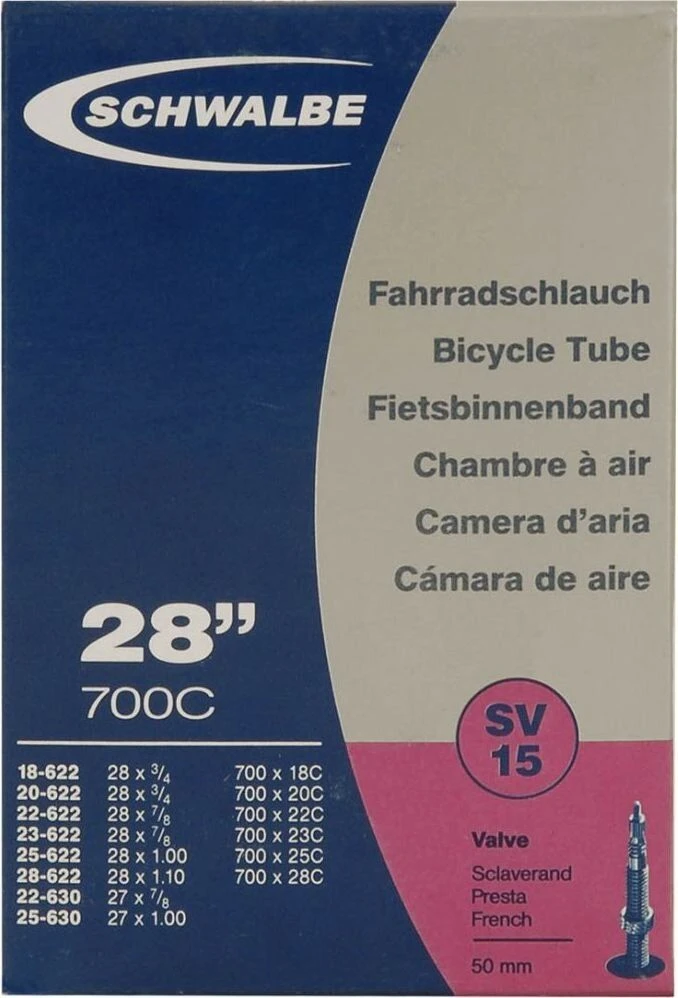 SCHWALBE
Fahrradschlauch
Bicycle Tube
Fietsbinnenband
Chambre à air
Camera d'aria
Cámara de aire
28”
700C
18-622 28 x 3/4 700 x 18C
20-622 28 x 3/4 700 x 20C
22-622 28 x 7/8 700 x 22C
23-622 28 x 7/8 700 x 23C
25-622 28 x 1.00 700 x 25C
28-622 28 x 1.10 700 x 28C
22-630 27 x 7/8
25-630 27 x 1.00
SV
15
Valve
Sclaverand
Presta
French
50 mm